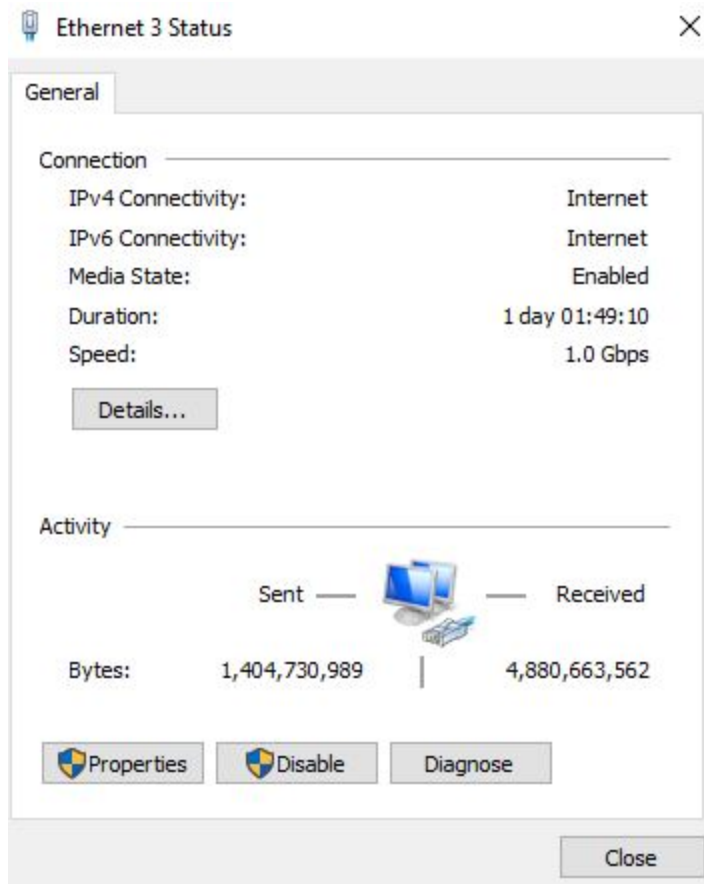 Ethernet 3 Status
General
Connection
IPv4 Connectivity: Internet
IPv6 Connectivity: Internet
Media State: Enabled
Duration: 1 day 01:49:10
Speed: 1.0 Gbps
Details...
Activity
Sent Received
Bytes: 1,404,730,989 4,880,663,562
Properties Disable Diagnose
Close